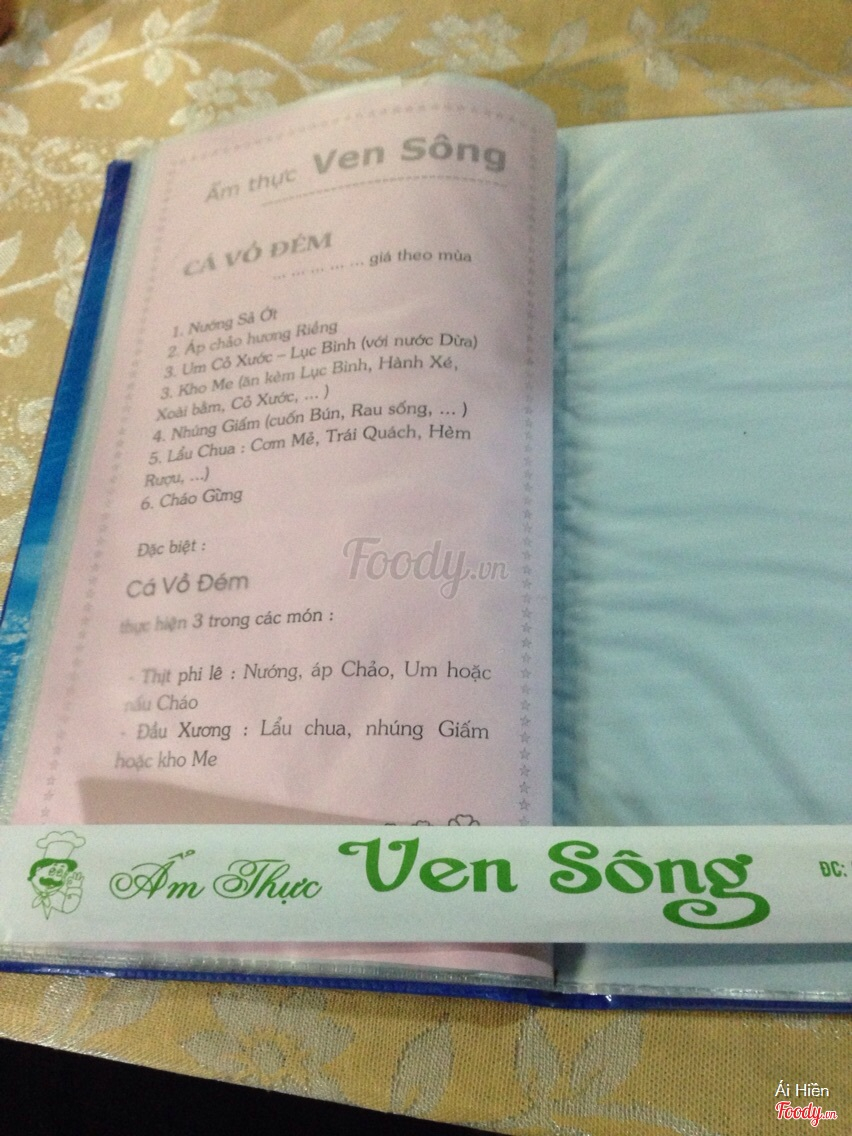 Ẩm thực Ven Sông
CÁ VỒ ĐÉM
... ... ... ... ... giá theo mùa
1. Nướng Sả Ớt
2. Áp chảo hương Riềng
3. Um Cỏ Xước – Lục Bình (với nước Dừa)
3. Kho Me (ăn kèm Lục Bình, Hành Xé,
Xoài bằm, Cỏ Xước, ... )
4. Nhúng Giấm (cuốn Bún, Rau sống, ... )
5. Lẩu Chua : Cơm Mẻ, Trái Quách, Hèm
Rượu, ...)
6. Cháo Gừng
Đặc biệt :
Cá Vồ Đém
thực hiện 3 trong các món :
- Thịt phi lê : Nướng, áp Chảo, Um hoặc
nấu Cháo
- Đầu Xương : Lẩu chua, nhúng Giấm
hoặc kho Me
Foody.vn
Ẩm Thực Ven Sông
ĐC:
Ái Hiền
Foody.vn